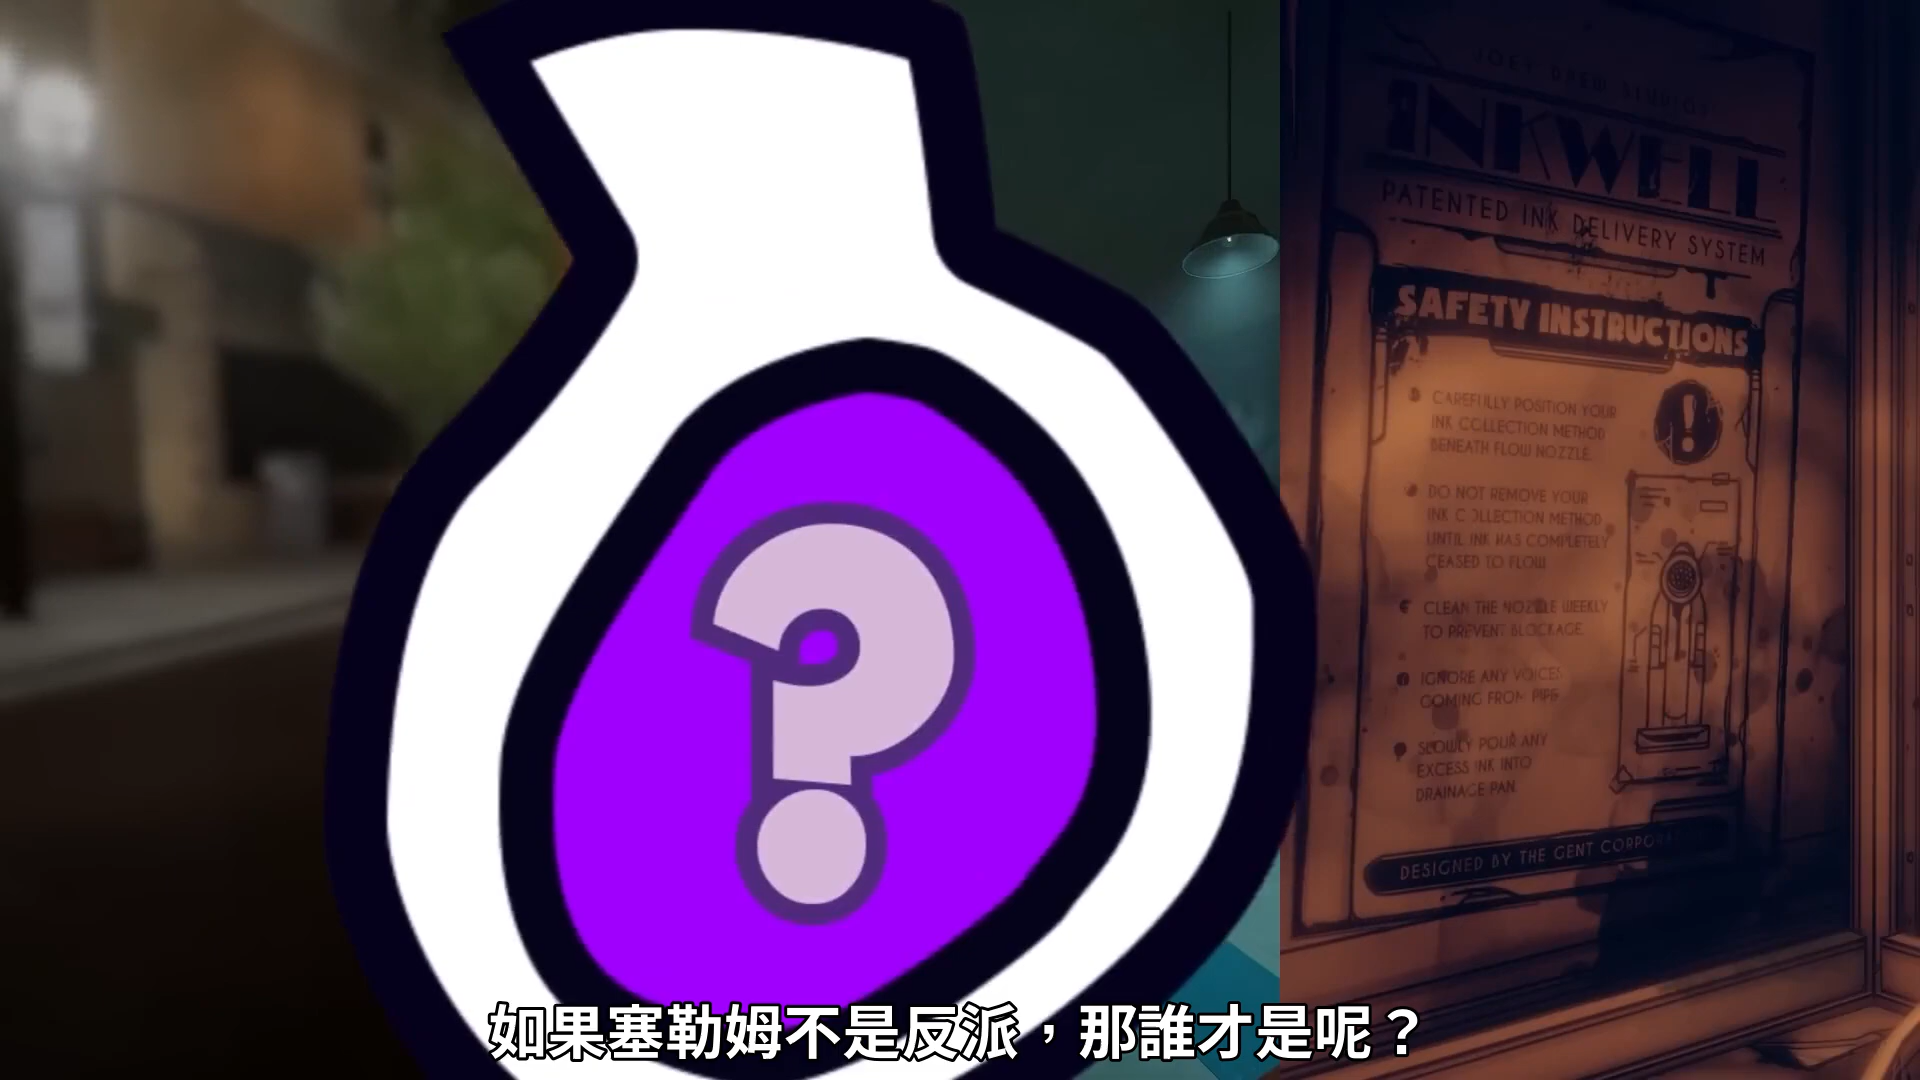 JOEY DREW STUDIOS
INKWELL
PATENTED INK DELIVERY SYSTEM
SAFETY INSTRUCTIONS
CAREFULLY POSITION YOUR
INK COLLECTION METHOD
BENEATH FLOW NOZZLE.
!
DO NOT REMOVE YOUR
INK COLLECTION METHOD
UNTIL INK HAS COMPLETELY
CEASED TO FLOW
CLEAN THE NOZZLE WEEKLY
TO PREVENT BLOCKAGE.
IGNORE ANY VOICES
COMING FROM PIPE
SLOWLY POUR ANY
EXCESS INK INTO
DRAINAGE PAN.
DESIGNED BY THE GENT
?
如果塞勒姆不是反派，那誰才是呢？